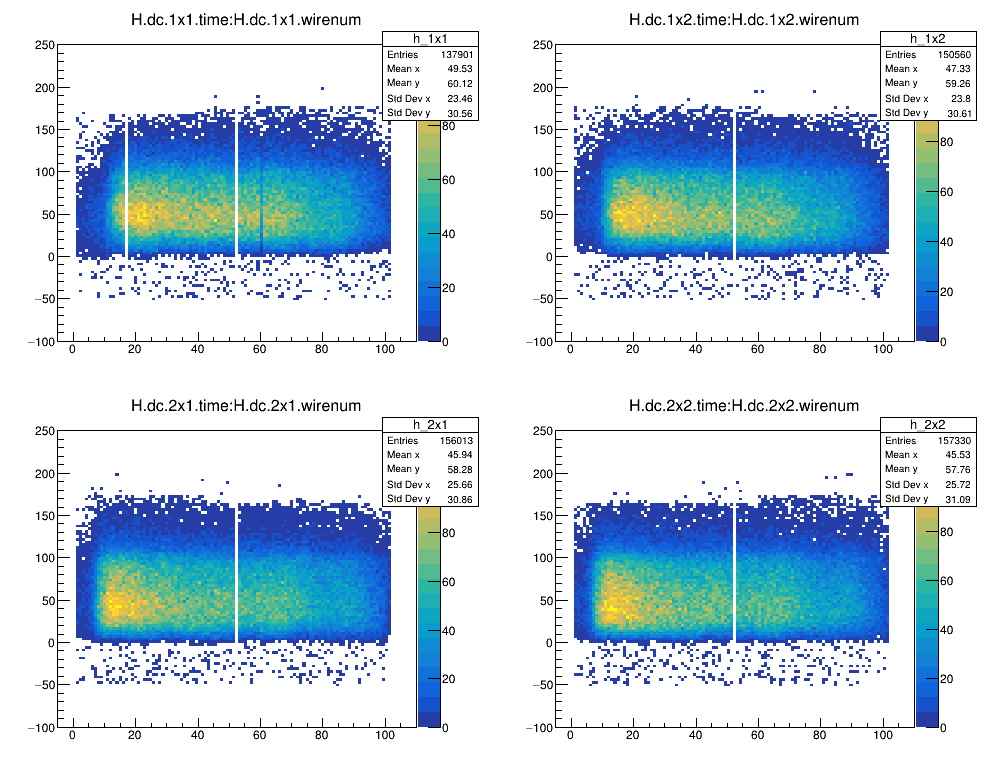 H.dc.1x1.time:H.dc.1x1.wirenum
h_1x1
Entries 137901
Mean x 49.53
Mean y 60.12
Std Dev x 23.46
Std Dev y 30.56
250
200
150
100
50
0
−50
−100
0 20 40 60 80 100
80
60
40
20
0
H.dc.1x2.time:H.dc.1x2.wirenum
h_1x2
Entries 150560
Mean x 47.33
Mean y 59.26
Std Dev x 23.8
Std Dev y 30.61
250
200
150
100
50
0
−50
−100
0 20 40 60 80 100
80
60
40
20
0
H.dc.2x1.time:H.dc.2x1.wirenum
h_2x1
Entries 156013
Mean x 45.94
Mean y 58.28
Std Dev x 25.66
Std Dev y 30.86
250
200
150
100
50
0
−50
−100
0 20 40 60 80 100
80
60
40
20
0
H.dc.2x2.time:H.dc.2x2.wirenum
h_2x2
Entries 157330
Mean x 45.53
Mean y 57.76
Std Dev x 25.72
Std Dev y 31.09
250
200
150
100
50
0
−50
−100
0 20 40 60 80 100
80
60
40
20
0